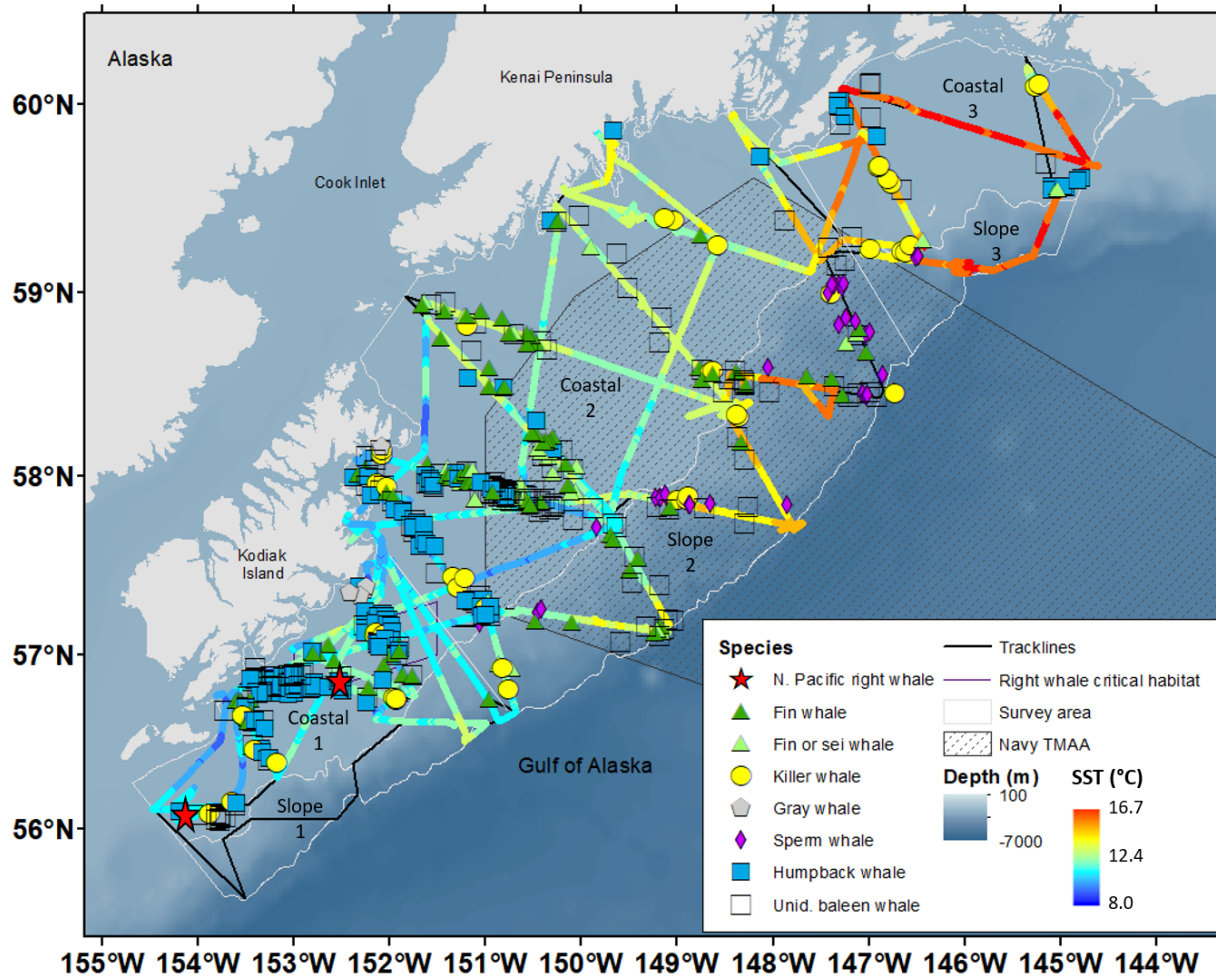 Alaska
Kenai Peninsula
Coastal
3
60°N
Cook Inlet
Slope
3
59°N
Coastal
2
58°N
Kodiak
Island
Slope
2
57°N
Coastal
1
Gulf of Alaska
Slope
1
56°N
Species
N. Pacific right whale
Fin whale
Fin or sei whale
Killer whale
Gray whale
Sperm whale
Humpback whale
Unid. baleen whale
Tracklines
Right whale critical habitat
Survey area
Navy TMAA
Depth (m)
100
-7000
SST (°C)
16.7
12.4
8.0
155°W 154°W 153°W 152°W 151°W 150°W 149°W 148°W 147°W 146°W 145°W 144°W